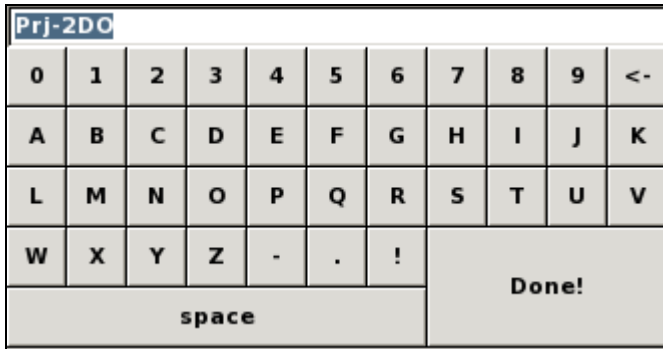 Prj-2DO
0 1 2 3 4 5 6 7 8 9 <-
A B C D E F G H I J K
L M N O P Q R S T U V
W X Y Z - . !
Done!
space